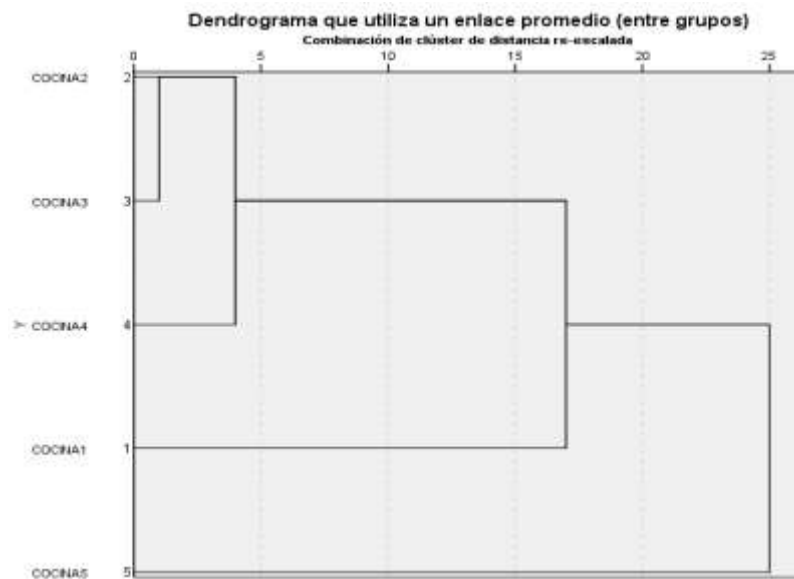 Dendrograma que utiliza un enlace promedio (entre grupos)
Combinación de clúster de distancia re-escalada
0 5 10 15 20 25
COCINA2 2
COCINA3 3
Y
COCINA4 4
COCINA1 1
COCINA5 5